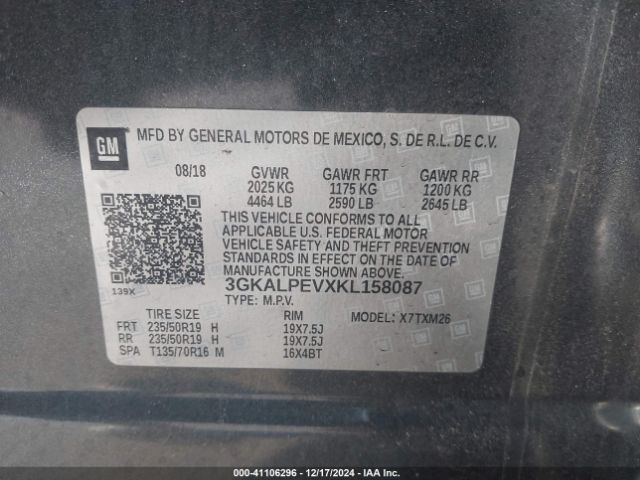 GM
MFD BY GENERAL MOTORS DE MEXICO, S. DE R.L. DE C.V.
08/18 GVWR GAWR FRT GAWR RR
2025 KG 1175 KG 1200 KG
4464 LB 2590 LB 2645 LB
THIS VEHICLE CONFORMS TO ALL
APPLICABLE U.S. FEDERAL MOTOR
VEHICLE SAFETY AND THEFT PREVENTION
STANDARDS IN EFFECT ON THE DATE OF
MANUFACTURE SHOWN ABOVE.
139X
3GKALPEVXKL158087
TYPE: M.P.V.
TIRE SIZE RIM MODEL: X7TXM26
FRT 235/50R19 H 19X7.5J
RR 235/50R19 H 19X7.5J
SPA T135/70R16 M 16X4BT
000-41106296 - 12/17/2024 - IAA Inc.